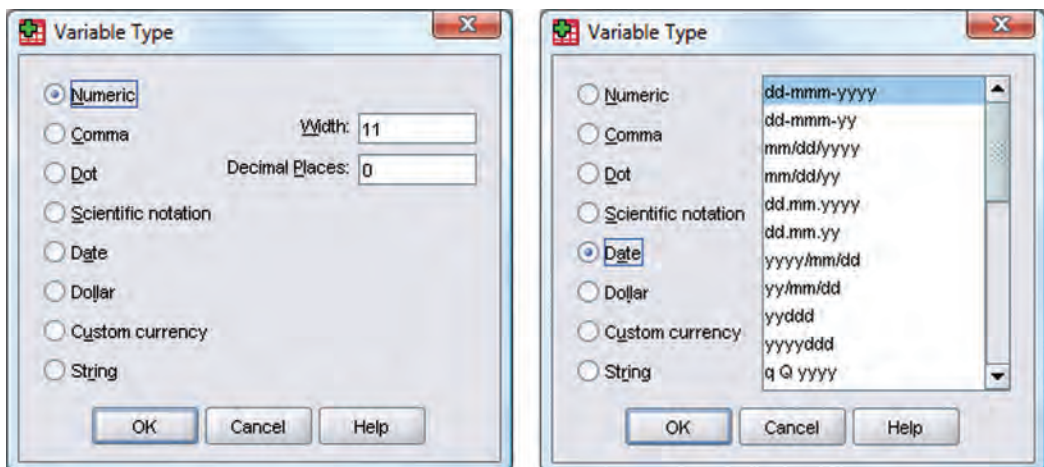 Variable Type
Numeric
Comma
Width: 11
Dot
Decimal Places: 0
Scientific notation
Date
Dollar
Custom currency
String
OK Cancel Help
Variable Type
Numeric
Comma
Dot
Scientific notation
Date
Dollar
Custom currency
String
dd-mmm-yyyy
dd-mmm-yy
mm/dd/yyyy
mm/dd/yy
dd.mm.yyyy
dd.mm.yy
yyyy/mm/dd
yy/mm/dd
yyddd
yyyyddd
q Q yyyy
OK Cancel Help